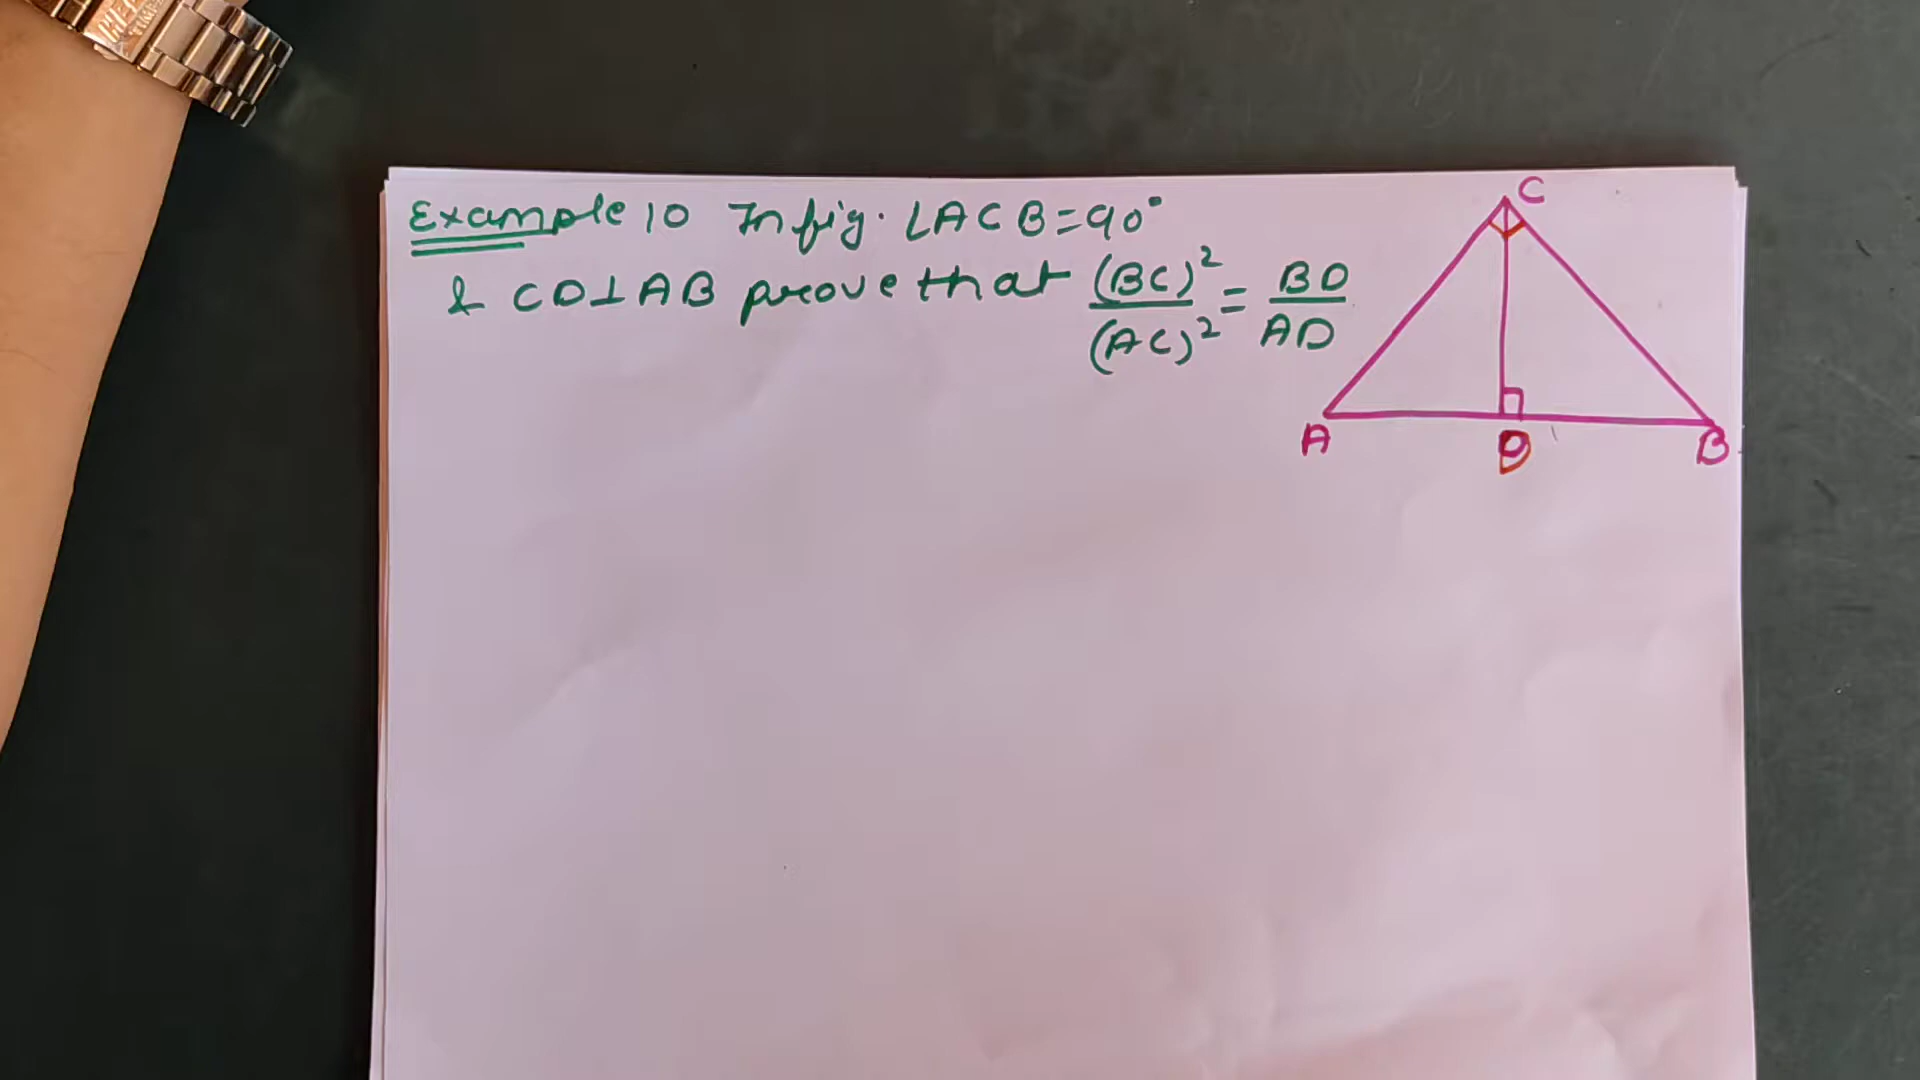 Example 10 In fig. ∠ACB=90°
& CD⊥AB prove that (BC)²/(AC)² = BD/AD
C
A
D
B